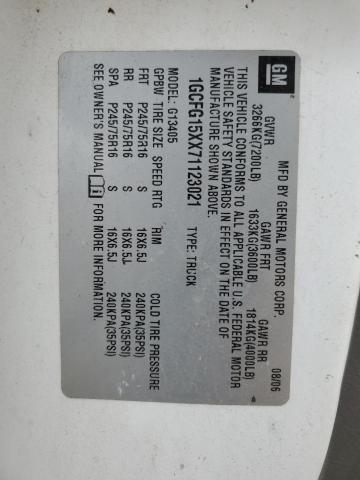 GM
MFD BY GENERAL MOTORS CORP.
08/06
GVWR GAWR FRT GAWR RR
3266KG(7200LB) 1633KG(3600LB) 1814KG(4000LB)
THIS VEHICLE CONFORMS TO ALL APPLICABLE U.S. FEDERAL MOTOR
VEHICLE SAFETY STANDARDS IN EFFECT ON THE DATE OF
MANUFACTURE SHOWN ABOVE.
1GCFG15XX71123021 TYPE: TRUCK
MODEL: G13405
GPBW TIRE SIZE SPEED RTG RIM COLD TIRE PRESSURE
FRT P245/75R16 S 16X6.5J 240KPA(35PSI)
RR P245/75R16 S 16X6.5J 240KPA(35PSI)
SPA P245/75R16 S 16X6.5J 240KPA(35PSI)
SEE OWNER'S MANUAL FOR MORE INFORMATION.